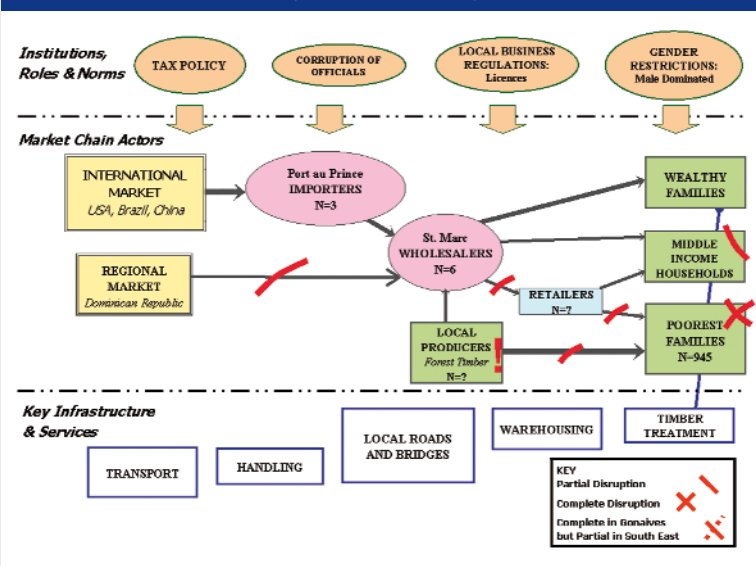 Institutions,
Roles & Norms
TAX POLICY
CORRUPTION OF
OFFICIALS
LOCAL BUSINESS
REGULATIONS:
Licences
GENDER
RESTRICTIONS:
Male Dominated
Market Chain Actors
INTERNATIONAL
MARKET
USA, Brazil, China
Port au Prince
IMPORTERS
N=3
WEALTHY
FAMILIES
St. Marc
WHOLESALERS
N=6
MIDDLE
INCOME
HOUSEHOLDS
REGIONAL
MARKET
Dominican Republic
RETAILERS
N=?
LOCAL
PRODUCERS
Forest Timber
N=?
!
POOREST
FAMILIES
N=945
Key Infrastructure
& Services
TRANSPORT
HANDLING
LOCAL ROADS
AND BRIDGES
WAREHOUSING
TIMBER
TREATMENT
KEY
Partial Disruption
Complete Disruption
Complete in Gonaives
but Partial in South East